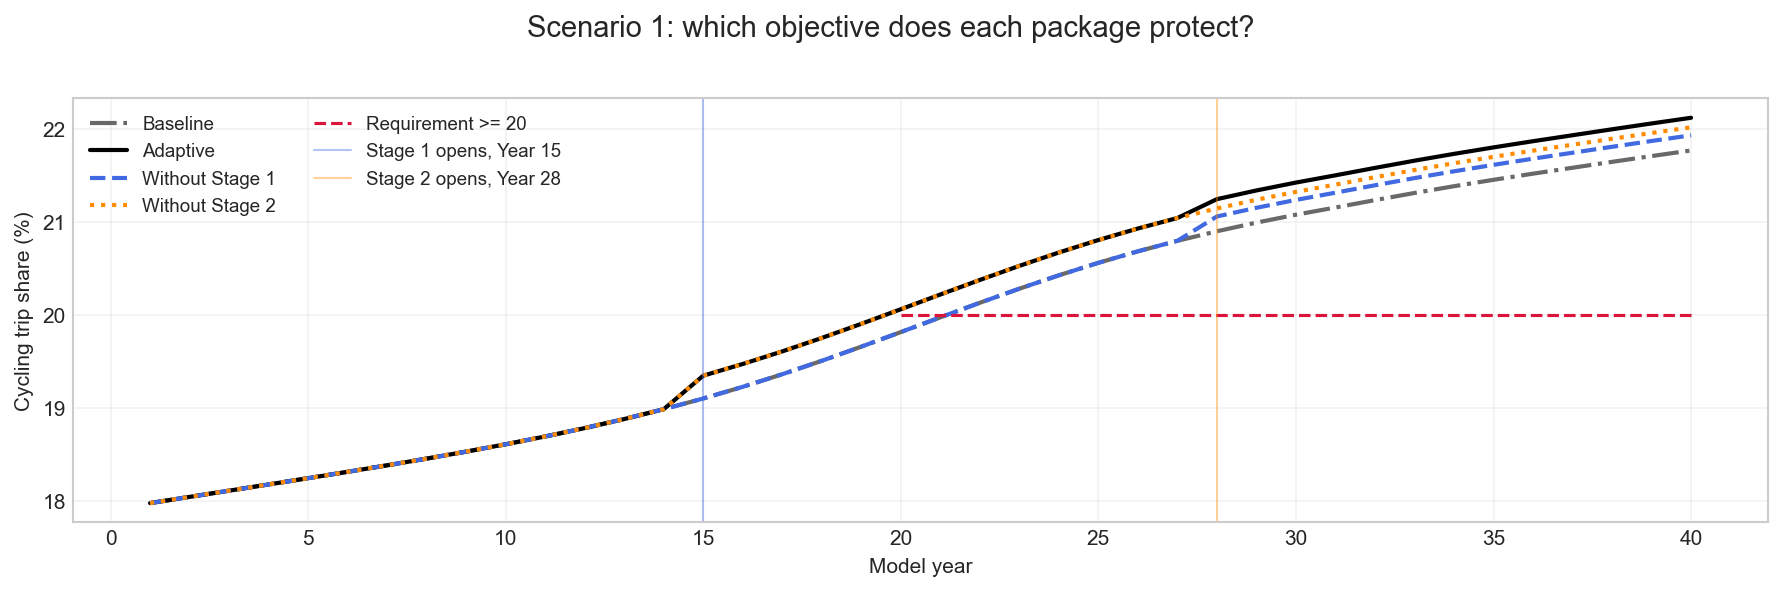 Scenario 1: which objective does each package protect?
Baseline
Adaptive
Without Stage 1
Without Stage 2
Requirement >= 20
Stage 1 opens, Year 15
Stage 2 opens, Year 28
Cycling trip share (%)
22
21
20
19
18
0 5 10 15 20 25 30 35 40
Model year